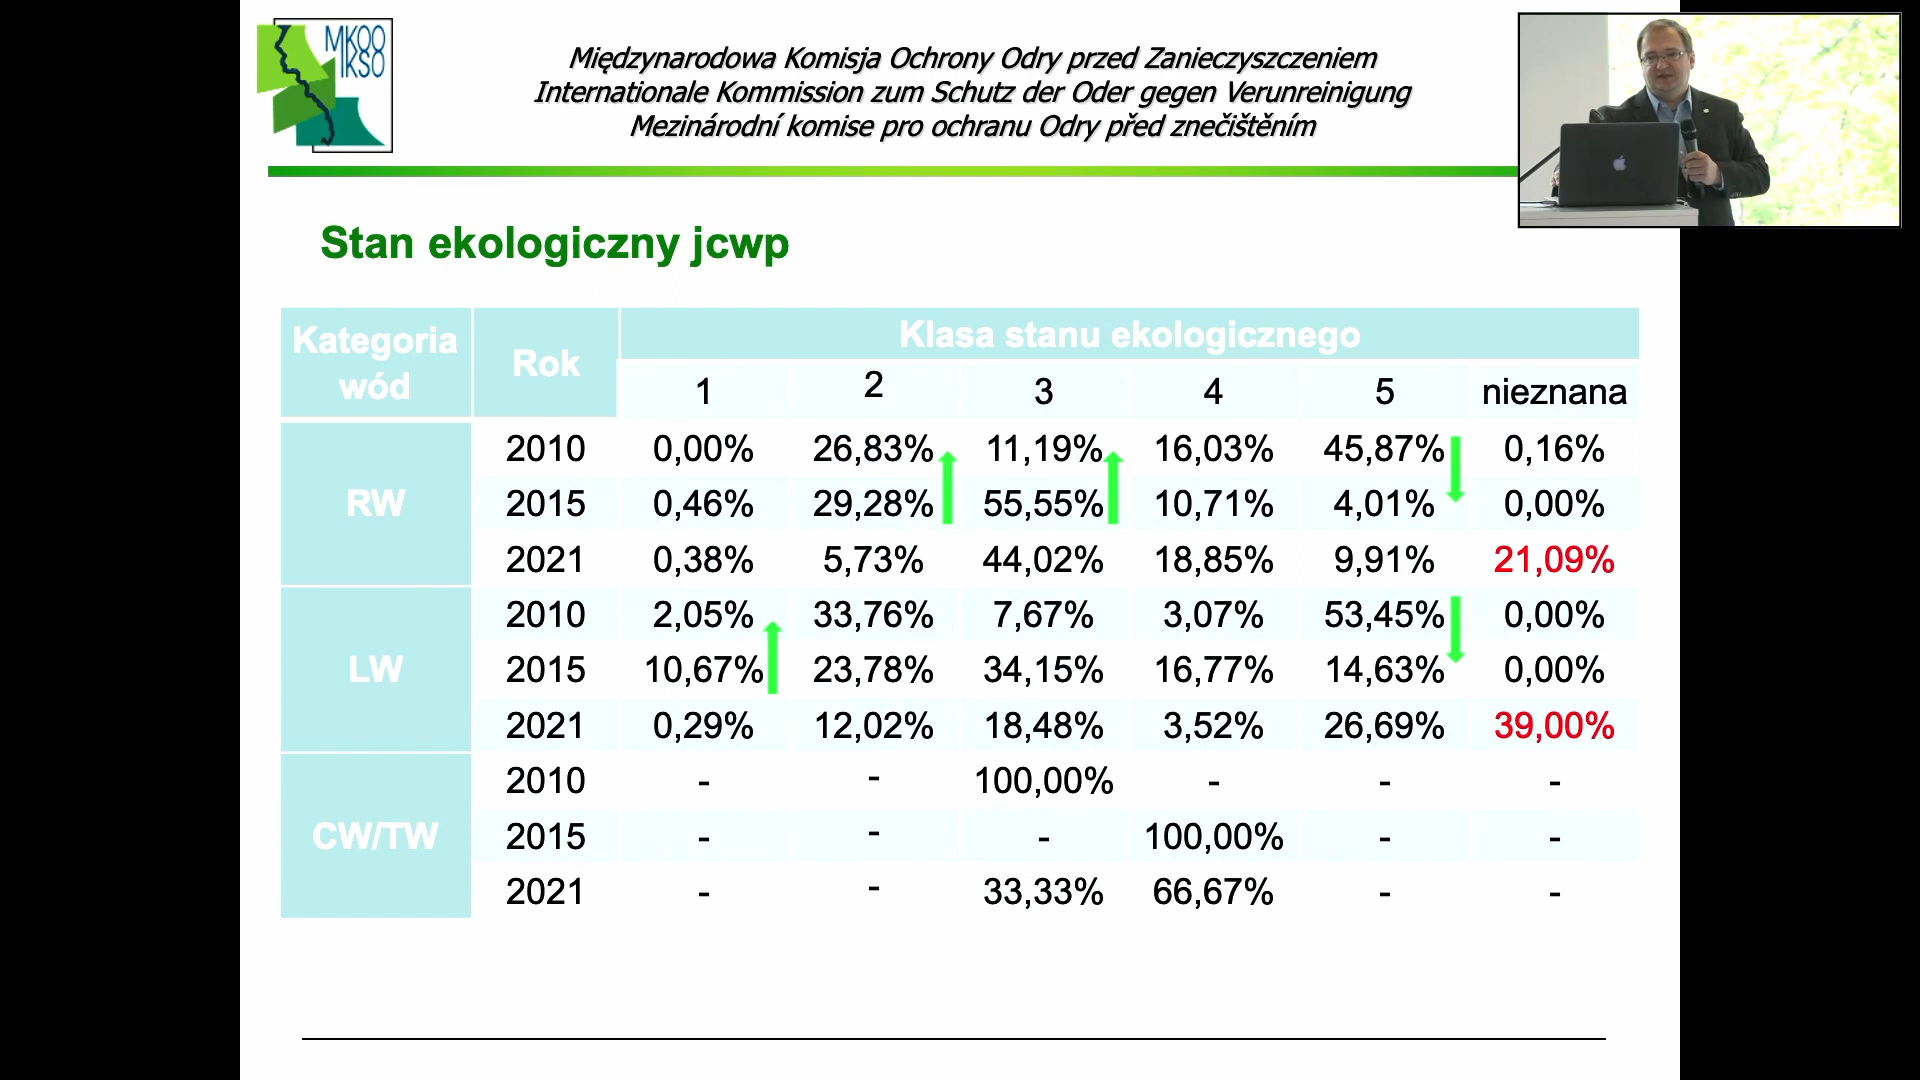 MKOO
IKSO
Międzynarodowa Komisja Ochrony Odry przed Zanieczyszczeniem
Internationale Kommission zum Schutz der Oder gegen Verunreinigung
Mezinárodní komise pro ochranu Odry před znečištěním
Stan ekologiczny jcwp
Kategoria wód Rok Klasa stanu ekologicznego
1 2 3 4 5 nieznana
RW 2010 0,00% 26,83% 11,19% 16,03% 45,87% 0,16%
2015 0,46% 29,28% 55,55% 10,71% 4,01% 0,00%
2021 0,38% 5,73% 44,02% 18,85% 9,91% 21,09%
LW 2010 2,05% 33,76% 7,67% 3,07% 53,45% 0,00%
2015 10,67% 23,78% 34,15% 16,77% 14,63% 0,00%
2021 0,29% 12,02% 18,48% 3,52% 26,69% 39,00%
CW/TW 2010 - - 100,00% - - -
2015 - - - 100,00% - -
2021 - - 33,33% 66,67% - -